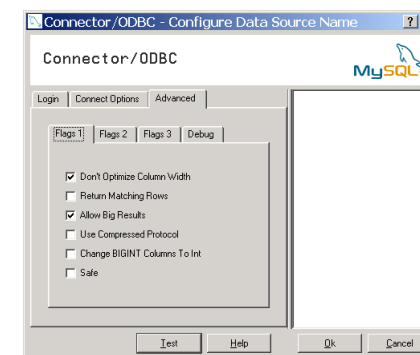 Connector/ODBC - Configure Data Source Name ?
Connector/ODBC
MySQL
Login Connect Options Advanced
Flags 1 Flags 2 Flags 3 Debug
Don't Optimize Column Width
Return Matching Rows
Allow Big Results
Use Compressed Protocol
Change BIGINT Columns To Int
Safe
Test Help Ok Cancel